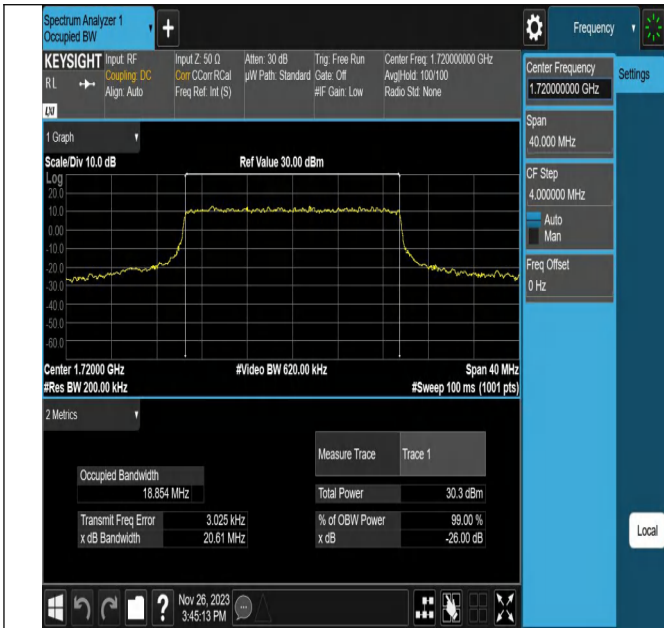 Spectrum Analyzer 1
Occupied BW
+
Frequency
KEYSIGHT
RL
LXI
Input: RF
Coupling: DC
Align: Auto
Input Z: 50 Ω
Corr CCorr RCal
Freq Ref: Int (S)
Atten: 30 dB
µW Path: Standard
Trig: Free Run
Gate: Off
#IF Gain: Low
Center Freq: 1.720000000 GHz
Avg|Hold: 100/100
Radio Std: None
Center Frequency
1.720000000 GHz
Settings
Span
40.000 MHz
CF Step
4.000000 MHz
Auto
Man
Freq Offset
0 Hz
1 Graph
Scale/Div 10.0 dB
Ref Value 30.00 dBm
Log
20.0
10.0
0.00
-10.0
-20.0
-30.0
-40.0
-50.0
-60.0
Center 1.72000 GHz
#Video BW 620.00 kHz
Span 40 MHz
#Res BW 200.00 kHz
#Sweep 100 ms (1001 pts)
2 Metrics
Measure Trace
Trace 1
Occupied Bandwidth
18.854 MHz
Total Power
30.3 dBm
Transmit Freq Error
3.025 kHz
% of OBW Power
99.00 %
x dB Bandwidth
20.61 MHz
x dB
-26.00 dB
Local
?
Nov 26, 2023
3:45:13 PM